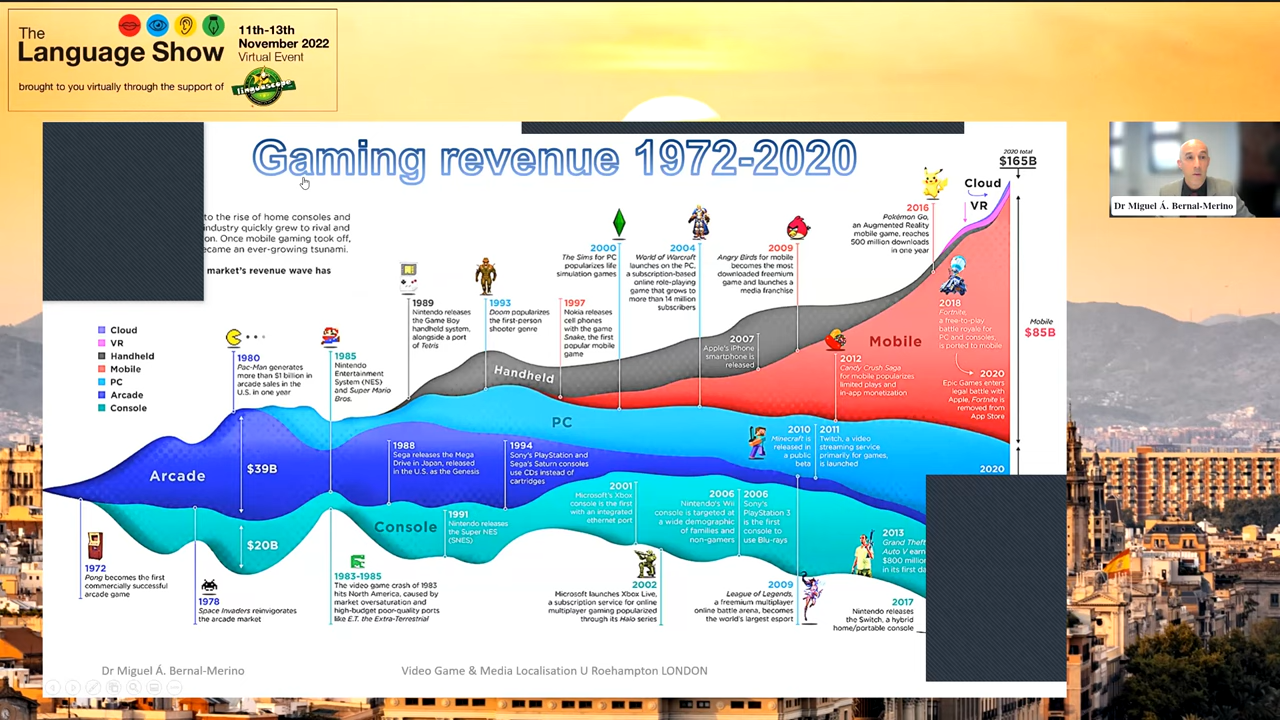 The
Language Show
11th-13th
November 2022
Virtual Event
brought to you virtually through the support of
linguascope
Gaming revenue 1972-2020
to the rise of home consoles and
industry quickly grew to rival and
on. Once mobile gaming took off,
ecame an ever-growing tsunami.
market's revenue wave has
Dr Miguel Á. Bernal-Merino
2020 total
$165B
Cloud
VR
Mobile
$85B
Cloud
VR
Handheld
Mobile
PC
Arcade
Console
1980
Pac-Man generates
more than $1 billion in
arcade sales in the
U.S. in one year
1985
Nintendo
Entertainment
System (NES)
and Super Mario
Bros.
1989
Nintendo releases
the Game Boy
handheld system,
alongside a port
of Tetris
1993
Doom popularizes
the first-person
shooter genre
1997
Nokia releases
cell phones
with the game
Snake, the first
popular mobile
game
2000
The Sims for PC
popularizes life
simulation games
2004
World of Warcraft
launches on the PC,
a subscription-based
online role-playing
game that grows to
more than 14 million
subscribers
2009
Angry Birds for mobile
becomes the most
downloaded freemium
game and launches a
media franchise
2016
Pokémon Go,
an Augmented Reality
mobile game, reaches
500 million downloads
in one year
2007
Apple's iPhone
smartphone is
released
2012
Candy Crush Saga
for mobile popularizes
limited plays and
in-app monetization
2018
Fortnite,
a free-to-play
battle royale for
PC and consoles,
is ported to mobile
2020
Epic Games enters
legal battle with
Apple, Fortnite is
removed from
App Store
Handheld
Mobile
PC
Arcade
Console
$39B
$20B
1988
Sega releases the Mega
Drive in Japan, released
in the U.S. as the Genesis
1994
Sony's PlayStation and
Sega's Saturn consoles
use CDs instead of
cartridges
2010
Minecraft is
released in
a public
beta
2011
Twitch, a video
streaming service
primarily for games,
is launched
2020
1991
Nintendo releases
the Super NES
(SNES)
2001
Microsoft's Xbox
console is the first
with an integrated
ethernet port
2006
Nintendo's Wii
console is targeted at
a wide demographic
of families and
non-gamers
2006
Sony's
PlayStation 3
is the first
console to
use Blu-rays
2013
Grand Theft
Auto V earn
$800 millio
in its first da
1972
Pong becomes the first
commercially successful
arcade game
1978
Space Invaders reinvigorates
the arcade market
1983-1985
The video game crash of 1983
hits North America, caused by
market oversaturation and
high-budget poor-quality ports
like E.T. the Extra-Terrestrial
2002
Microsoft launches Xbox Live,
a subscription service for online
multiplayer gaming popularized
through its Halo series
2009
League of Legends,
a freemium multiplayer
online battle arena, becomes
the world's largest esport
2017
Nintendo releases
the Switch, a hybrid
home/portable console
Dr Miguel Á. Bernal-Merino
Video Game & Media Localisation U Roehampton LONDON